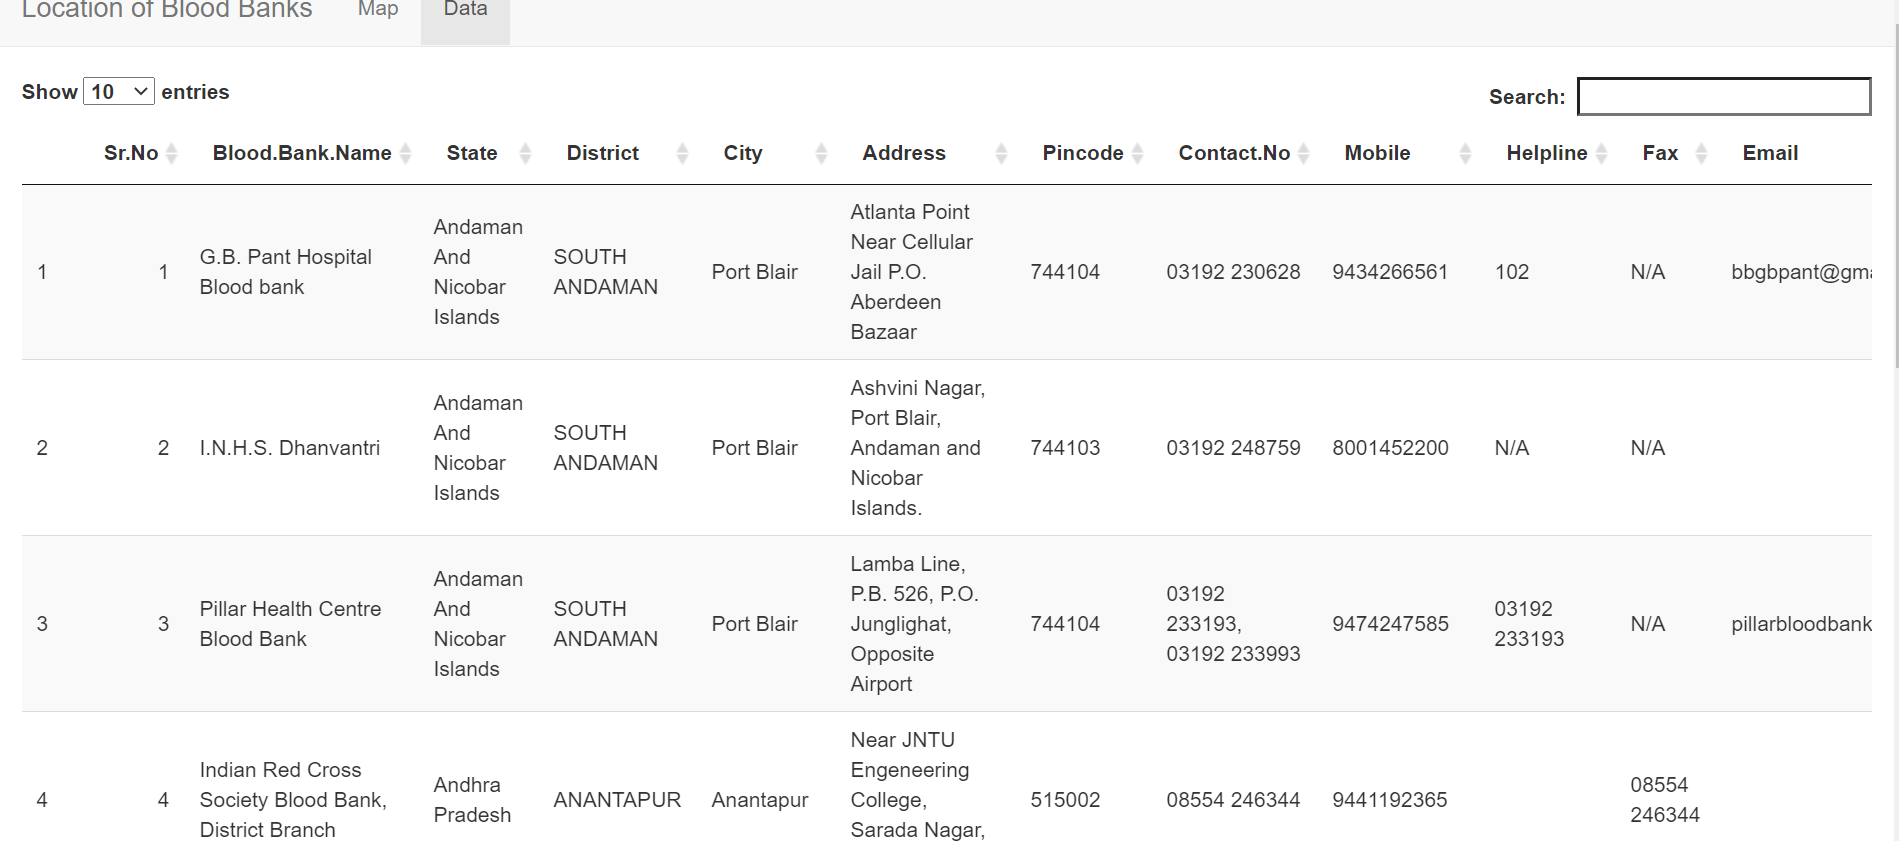 Location of Blood Banks Map Data
Show 10 entries
Search:
Sr.No Blood.Bank.Name State District City Address Pincode Contact.No Mobile Helpline Fax Email
1 1 G.B. Pant Hospital
Blood bank
Andaman
And
Nicobar
Islands
SOUTH
ANDAMAN
Port Blair
Atlanta Point
Near Cellular
Jail P.O.
Aberdeen
Bazaar
744104 03192 230628 9434266561 102 N/A bbgbpant@gma
2 2 I.N.H.S. Dhanvantri
Andaman
And
Nicobar
Islands
SOUTH
ANDAMAN
Port Blair
Ashvini Nagar,
Port Blair,
Andaman and
Nicobar
Islands.
744103 03192 248759 8001452200 N/A N/A
3 3 Pillar Health Centre
Blood Bank
Andaman
And
Nicobar
Islands
SOUTH
ANDAMAN
Port Blair
Lamba Line,
P.B. 526, P.O.
Junglighat,
Opposite
Airport
744104
03192
233193,
03192 233993
9474247585
03192
233193
N/A pillarbloodbank
4 4 Indian Red Cross
Society Blood Bank,
District Branch
Andhra
Pradesh
ANANTAPUR Anantapur
Near JNTU
Engeneering
College,
Sarada Nagar,
515002 08554 246344 9441192365
08554
246344